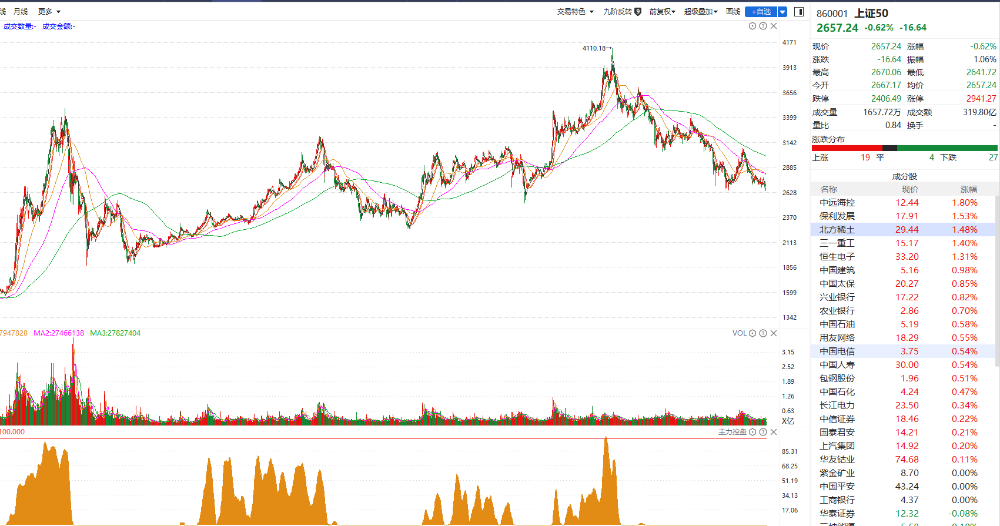 线 月线 更多
交易特色 九阶反转 9 前复权 超级叠加 画线 +自选
成交数量:- 成交金额:-
4110.18→
4171
3913
3656
3399
3142
2885
2628
2370
2113
1856
1599
1342
7947828 MA2:27466138 MA3:27827404
VOL
3.15
2.52
1.89
1.26
0.63
X亿
100.000
主力控盘
85.31
68.25
51.19
34.13
17.06
860001 上证50
2657.24 -0.62% -16.64
现价 2657.24 涨幅 -0.62%
涨跌 -16.64 振幅 1.06%
最高 2670.06 最低 2641.72
今开 2667.17 均价 2657.24
跌停 2406.49 涨停 2941.27
成交量 1657.72万 成交额 319.80亿
量比 0.84 换手 -
涨跌分布
上涨 19 平 4 下跌 27
成分股
名称 现价 涨幅
中远海控 12.44 1.80%
保利发展 17.91 1.53%
北方稀土 29.44 1.48%
三一重工 15.17 1.40%
恒生电子 33.20 1.31%
中国建筑 5.16 0.98%
中国太保 20.27 0.85%
兴业银行 17.22 0.82%
农业银行 2.86 0.70%
中国石油 5.19 0.58%
用友网络 18.29 0.55%
中国电信 3.75 0.54%
中国人寿 30.00 0.54%
包钢股份 1.96 0.51%
中国石化 4.24 0.47%
长江电力 23.50 0.34%
中信证券 18.46 0.22%
国泰君安 14.21 0.21%
上汽集团 14.92 0.20%
华友钴业 74.68 0.11%
紫金矿业 8.70 0.00%
中国平安 43.24 0.00%
工商银行 4.37 0.00%
华泰证券 12.32 -0.08%